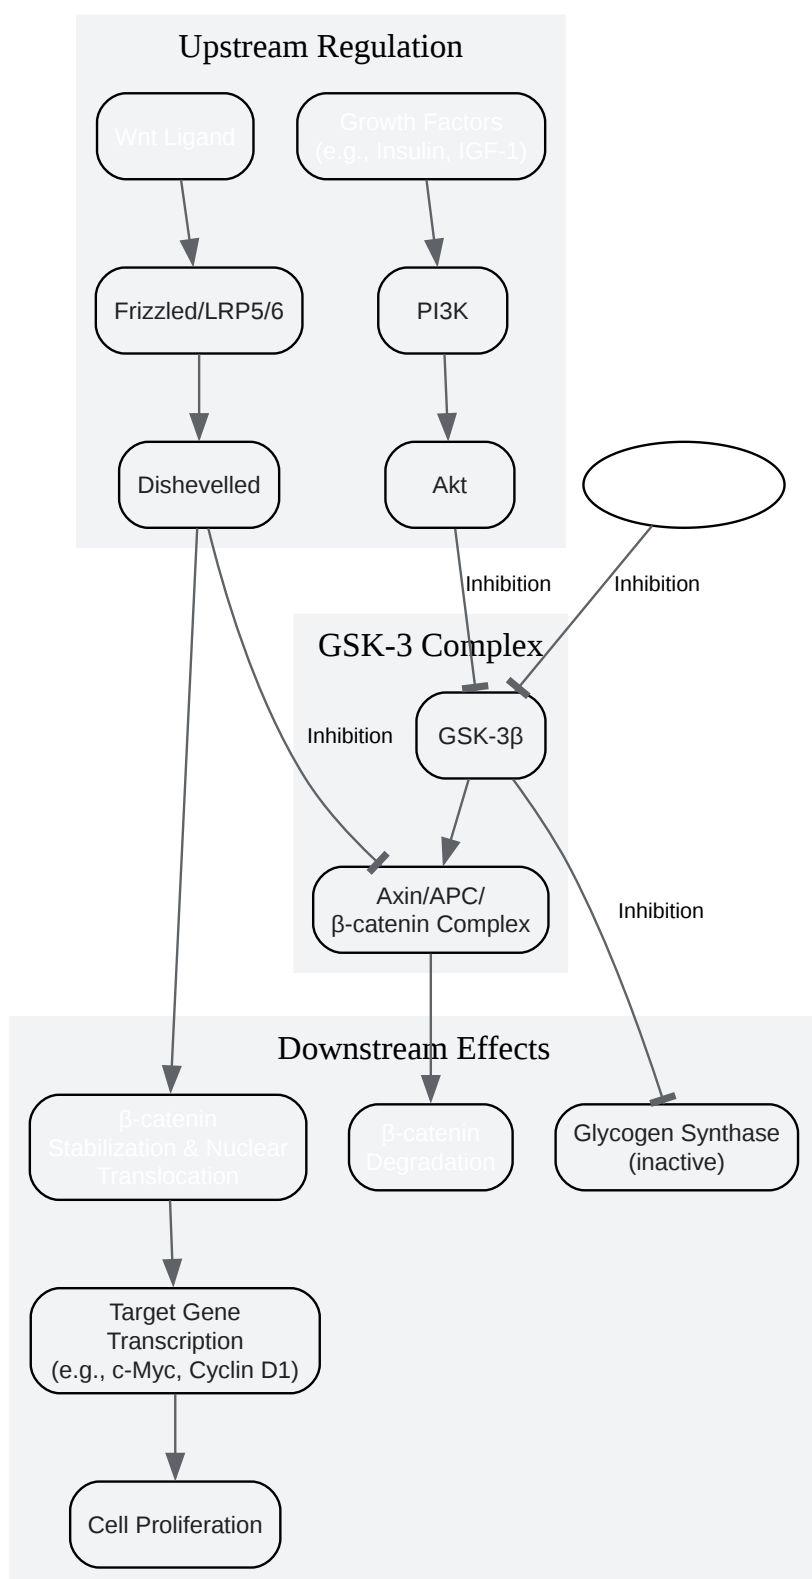 Upstream Regulation
Wnt Ligand
Growth Factors
(e.g., Insulin, IGF-1)
Frizzled/LRP5/6
PI3K
Dishevelled
Akt
Inhibition
Inhibition
GSK-3 Complex
Inhibition
GSK-3β
Axin/APC/
β-catenin Complex
Inhibition
Downstream Effects
β-catenin
Stabilization & Nuclear
Translocation
β-catenin
Degradation
Glycogen Synthase
(inactive)
Target Gene
Transcription
(e.g., c-Myc, Cyclin D1)
Cell Proliferation